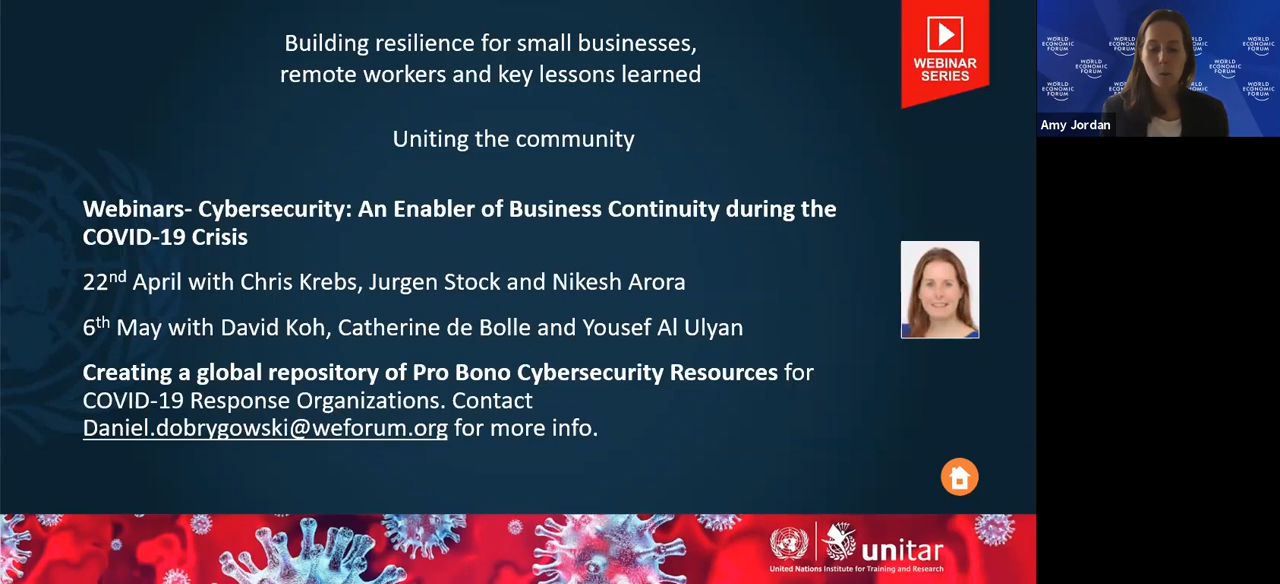 Building resilience for small businesses,
remote workers and key lessons learned
Uniting the community
Webinars- Cybersecurity: An Enabler of Business Continuity during the
COVID-19 Crisis
22nd April with Chris Krebs, Jurgen Stock and Nikesh Arora
6th May with David Koh, Catherine de Bolle and Yousef Al Ulyan
Creating a global repository of Pro Bono Cybersecurity Resources for
COVID-19 Response Organizations. Contact
Daniel.dobrygowski@weforum.org for more info.
WEBINAR
SERIES
unitar
United Nations Institute for Training and Research
WORLD
ECONOMIC
FORUM
Amy Jordan